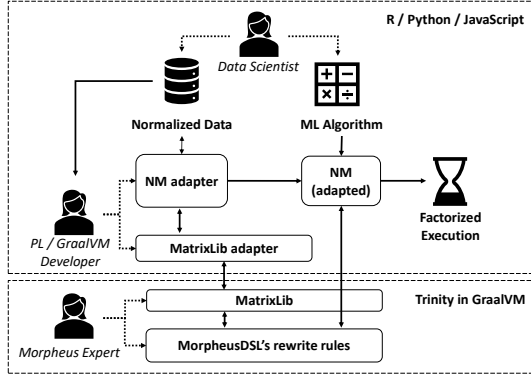 R / Python / JavaScript
Data Scientist
Normalized Data
ML Algorithm
NM adapter
NM
(adapted)
Factorized
Execution
PL / GraalVM
Developer
MatrixLib adapter
MatrixLib
Trinity in GraalVM
Morpheus Expert
MorpheusDSL's rewrite rules